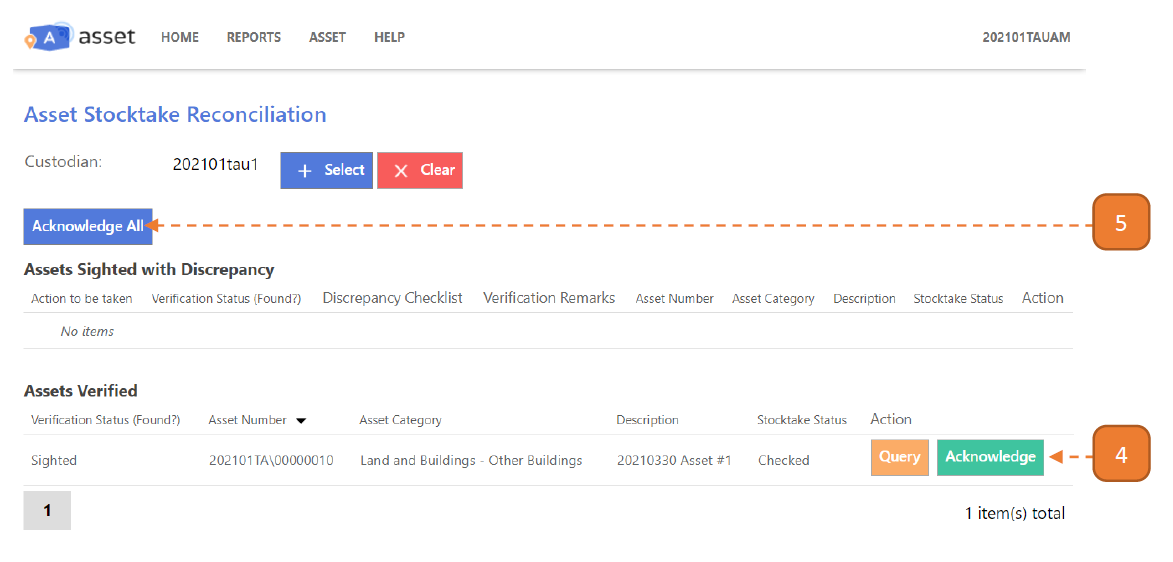 A asset HOME REPORTS ASSET HELP 202101TAUAM
Asset Stocktake Reconciliation
Custodian: 202101tau1 + Select X Clear
Acknowledge All 5
Assets Sighted with Discrepancy
Action to be taken Verification Status (Found?) Discrepancy Checklist Verification Remarks Asset Number Asset Category Description Stocktake Status Action
No items
Assets Verified
Verification Status (Found?) Asset Number Asset Category Description Stocktake Status Action
Sighted 202101TA\00000010 Land and Buildings - Other Buildings 20210330 Asset #1 Checked Query Acknowledge 4
1 1 item(s) total